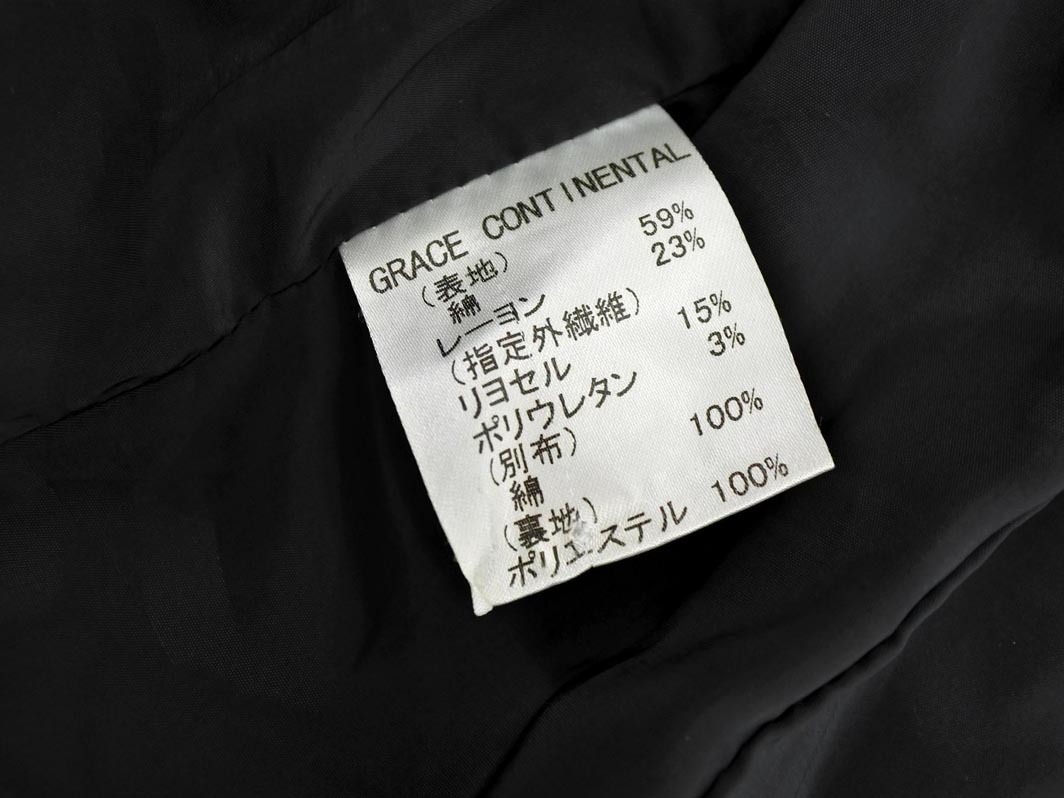 GRACE CONTINENTAL
(表地)
綿 59%
レーヨン 23%
(指定外繊維)
リヨセル 15%
ポリウレタン 3%
(別布)
綿 100%
(裏地)
ポリエステル 100%